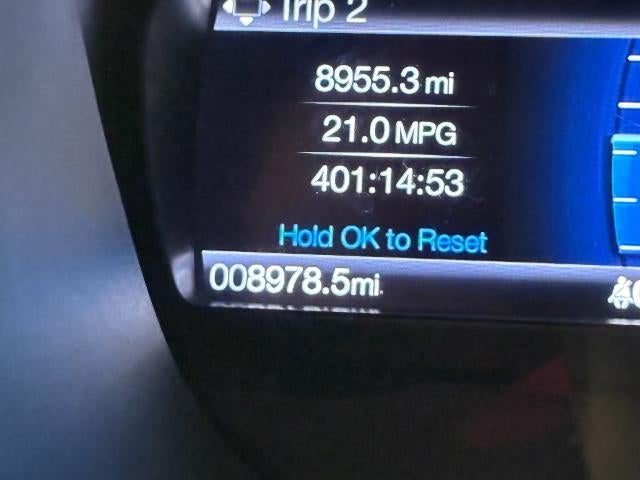 Trip 2
8955.3 mi
21.0 MPG
401:14:53
Hold OK to Reset
008978.5mi